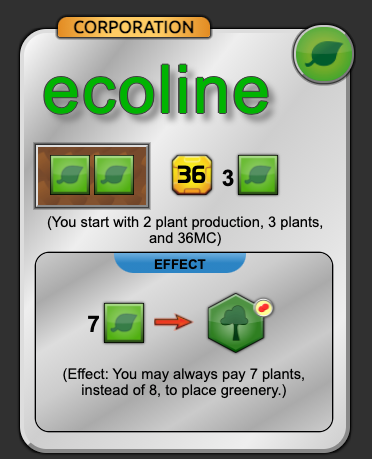 CORPORATION
ecoline
36 3
(You start with 2 plant production, 3 plants,
and 36MC)
EFFECT
7
(Effect: You may always pay 7 plants,
instead of 8, to place greenery.)